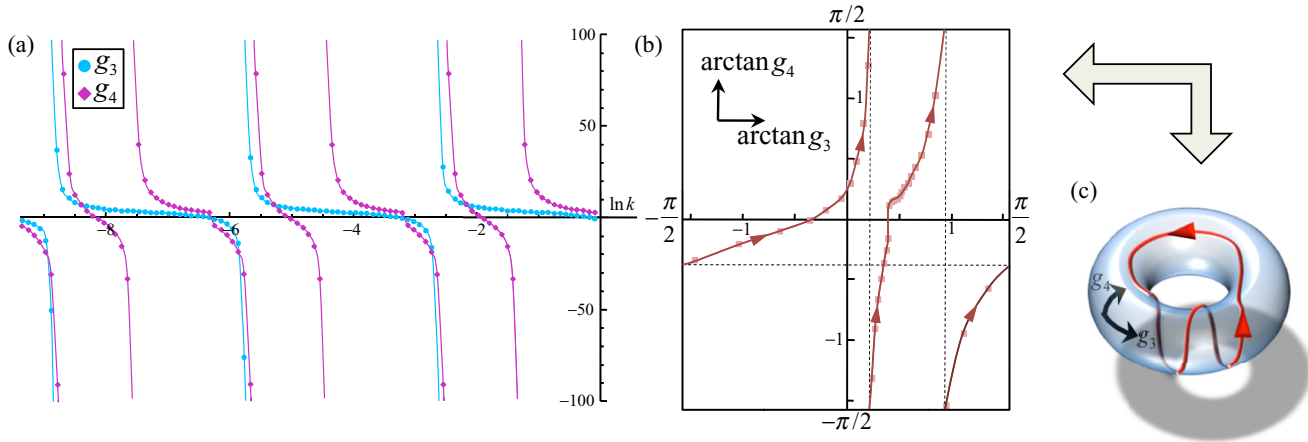 (a)
g₃
g₄
100
50
ln k
−8
−6
−4
−2
−50
−100
(b)
π/2
arctan g₄
arctan g₃
1
−π/2
−1
1
π/2
−1
−π/2
(c)
g₄
g₃